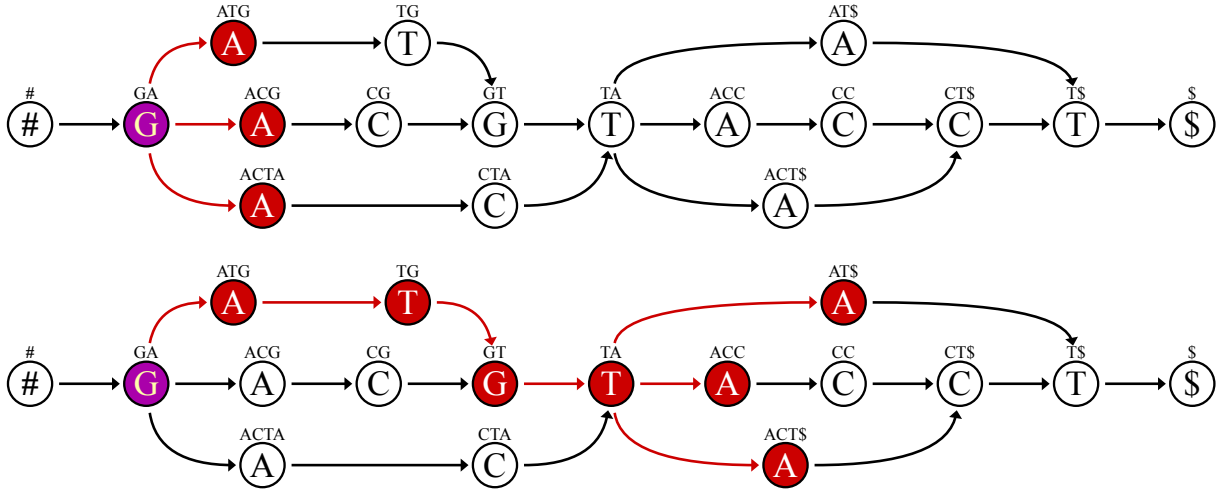 ATG TG AT$
A T A
# GA ACG CG GT TA ACC CC CT$ T$ $
# G A C G T A C C T $
ACTA CTA ACT$
A C A
ATG TG AT$
A T A
# GA ACG CG GT TA ACC CC CT$ T$ $
# G A C G T A C C T $
ACTA CTA ACT$
A C A